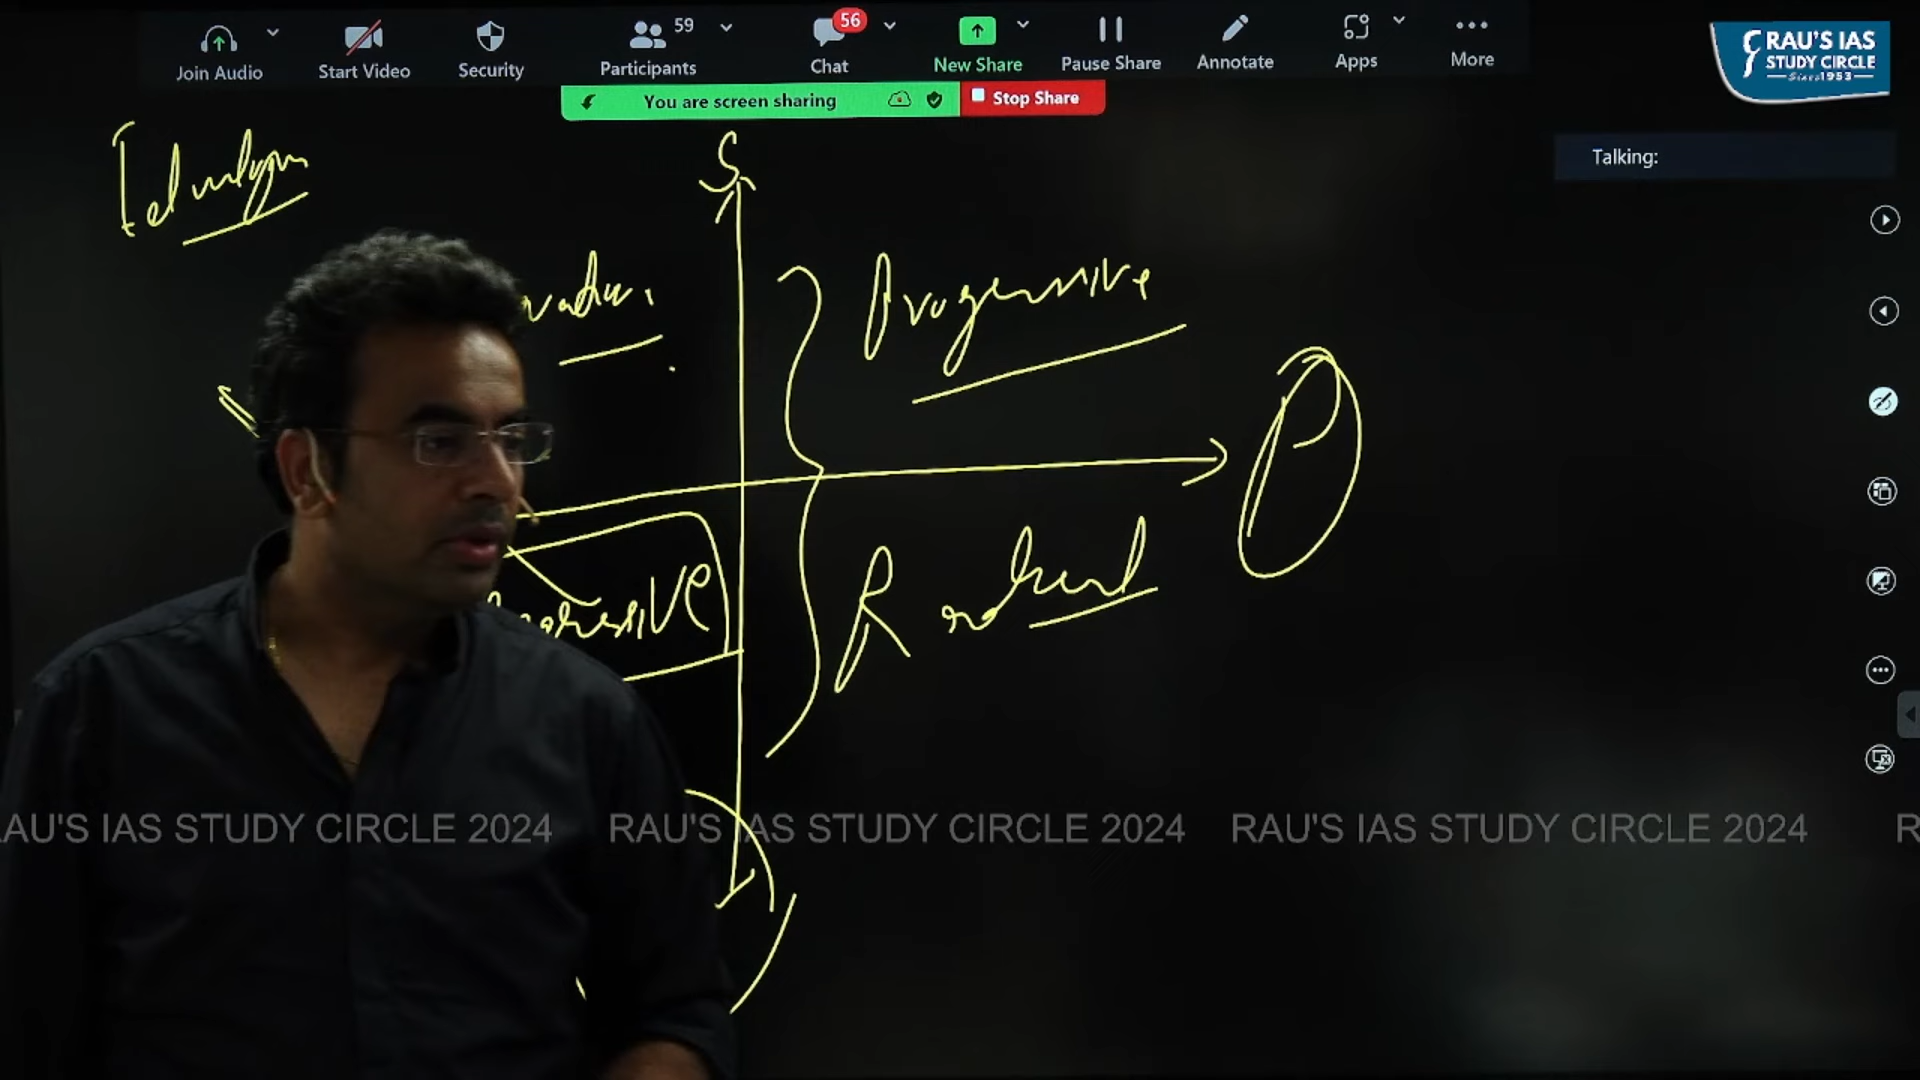 Join Audio
Start Video
Security
Participants 59
Chat 56
New Share
Pause Share
Annotate
Apps
More
You are screen sharing
Stop Share
RAU'S IAS
STUDY CIRCLE
Since 1953
Talking:
S
Progressive
P
Radical
RAU'S IAS STUDY CIRCLE 2024 RAU'S IAS STUDY CIRCLE 2024 RAU'S IAS STUDY CIRCLE 2024